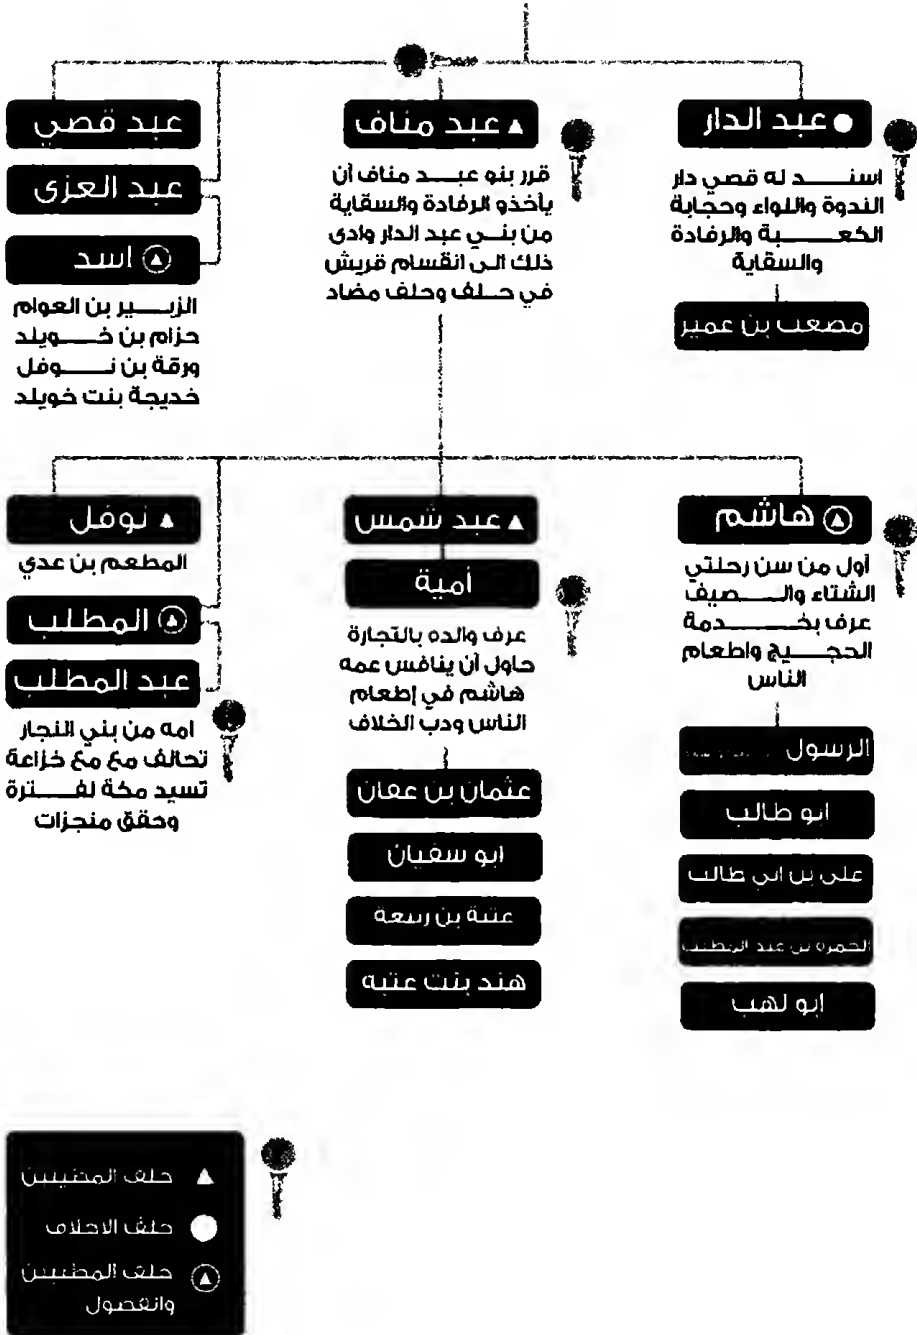 عبد الدار
اسند له قصي دار
الندوة واللواء وحجابة
الكعبة والرفادة
والسقاية
مصعب بن عمير
عبد مناف
قرر بنو عبد مناف أن
يأخذو الرفادة والسقاية
من بني عبد الدار وادى
ذلك الى انقسام قريش
في حلف وحلف مضاد
عبد قصي
عبد العزى
اسد
الزبير بن العوام
حزام بن خويلد
ورقة بن نوفل
خديجة بنت خويلد
هاشم
أول من سن رحلتي
الشتاء والصيف
عرف بخدمة
الحجيج واطعام
الناس
الرسول
ابو طالب
علي بن ابي طالب
الحمزة بن عبد المطلب
ابو لهب
عبد شمس
أمية
عرف والده بالتجارة
حاول أن ينافس عمه
هاشم في إطعام
الناس ودب الخلاف
عثمان بن عفان
ابو سفيان
عتبة بن ربيعة
هند بنت عتبه
نوفل
المطعم بن عدي
المطلب
عبد المطلب
امه من بني النجار
تحالف مع مع خزاعة
تسيد مكة لفترة
وحقق منجزات
حلف المطيبين
حلف الاحلاف
حلف المطيبين
والفضول